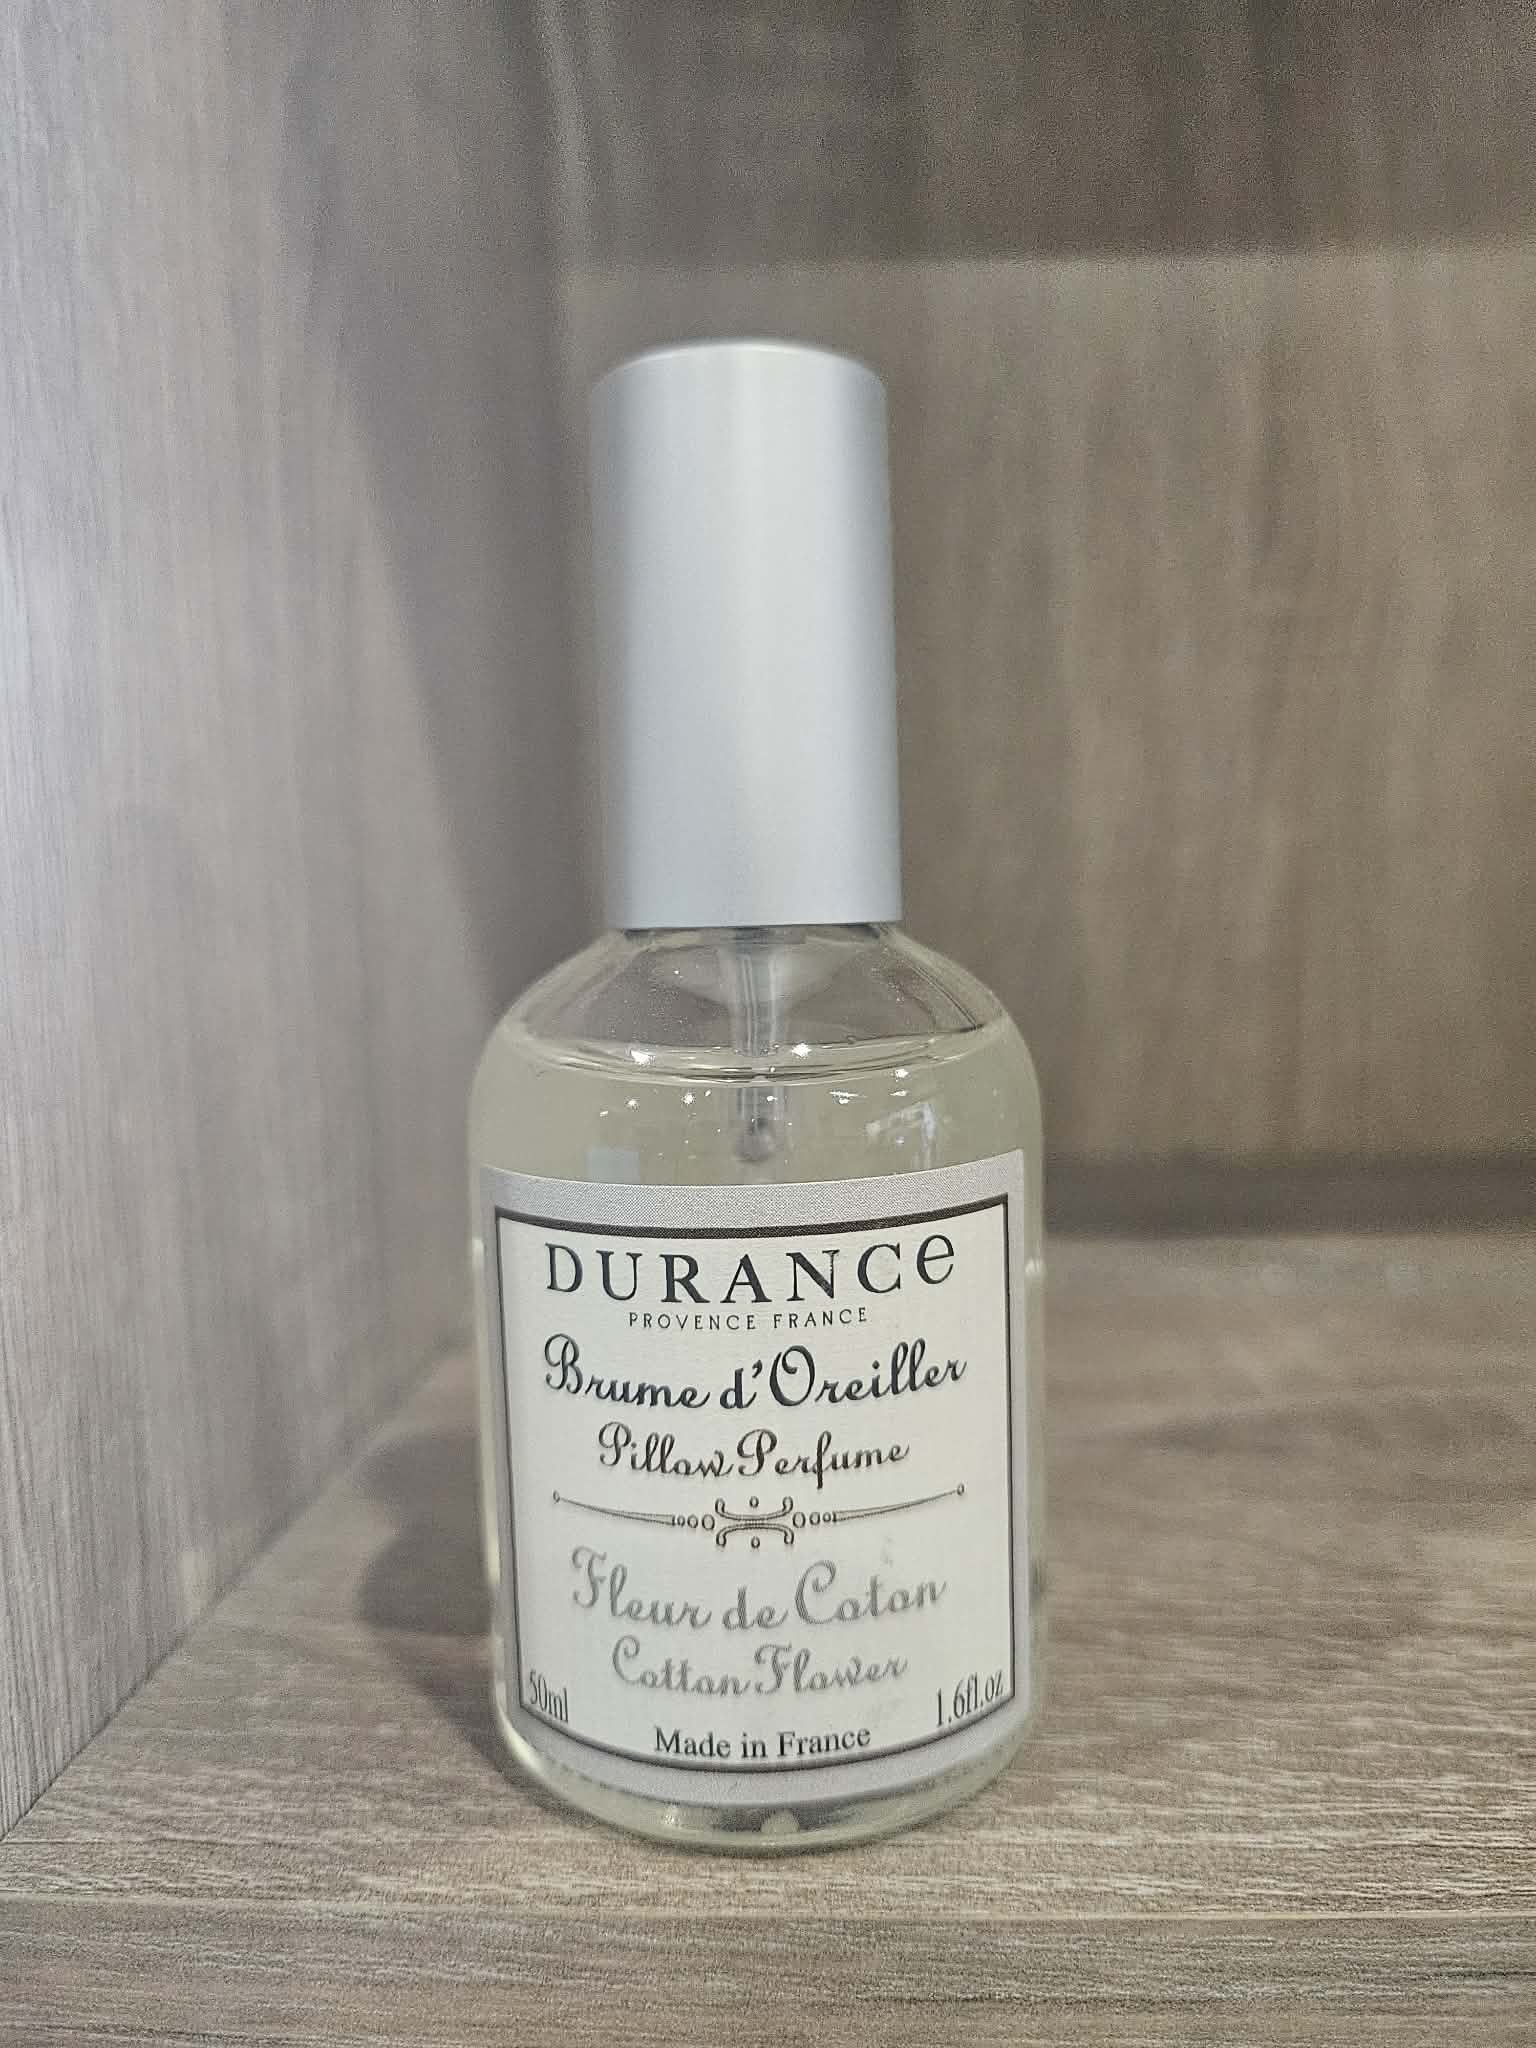 DURANCe
PROVENCE FRANCE
Brume d'Oreiller
Pillow Perfume
Fleur de Coton
Cotton Flower
50ml
1.6fl.oz
Made in France